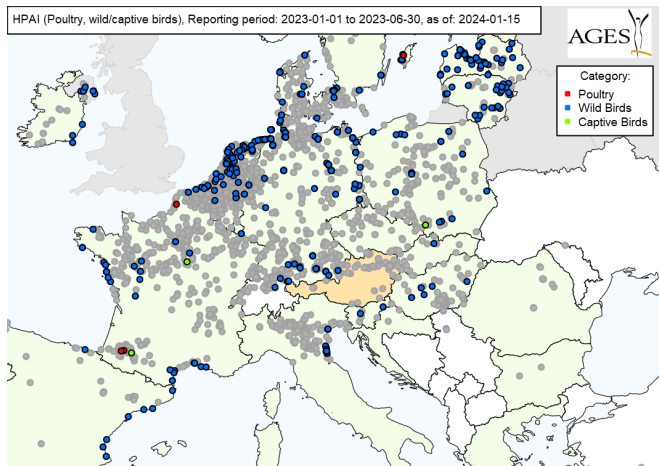 HPAI (Poultry, wild/captive birds), Reporting period: 2023-01-01 to 2023-06-30, as of: 2024-01-15
AGES
Category:
Poultry
Wild Birds
Captive Birds